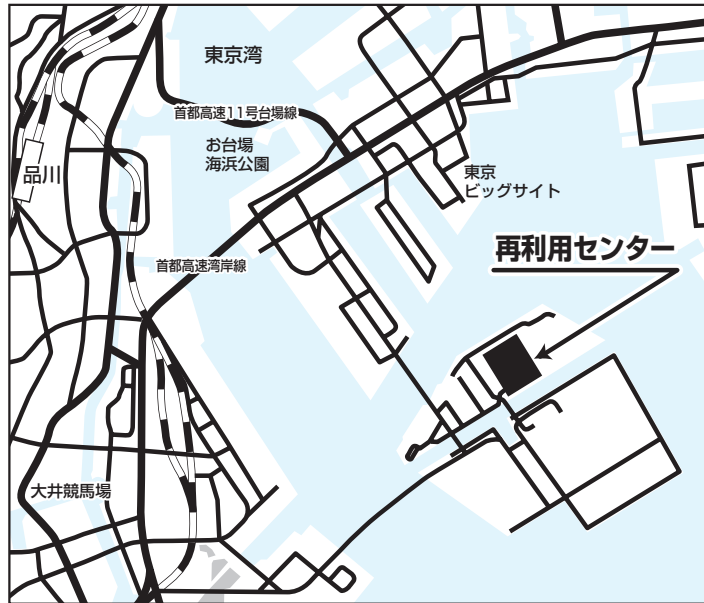 東京湾
首都高速11号台場線
お台場
海浜公園
品川
東京
ビッグサイト
再利用センター
首都高速湾岸線
大井競馬場